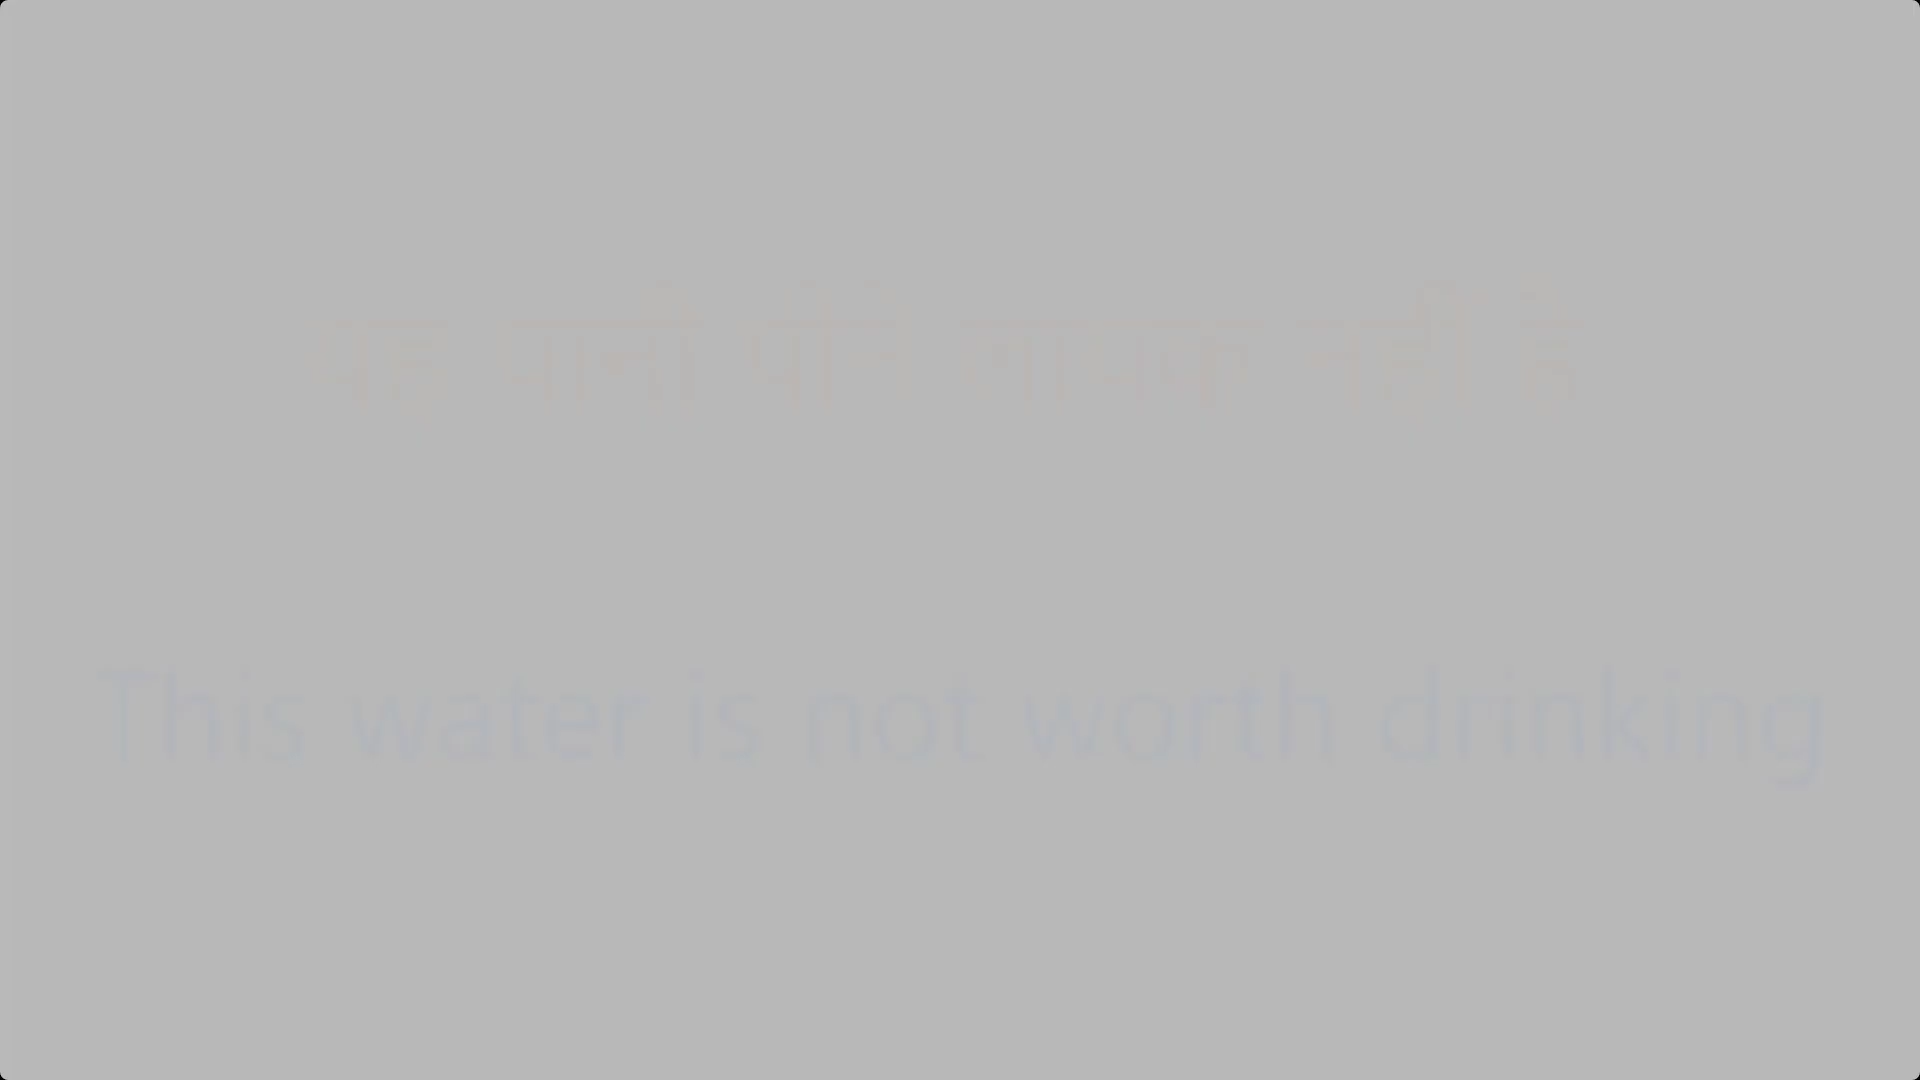 यह पानी पीने लायक नहीं है
This water is not worth drinking